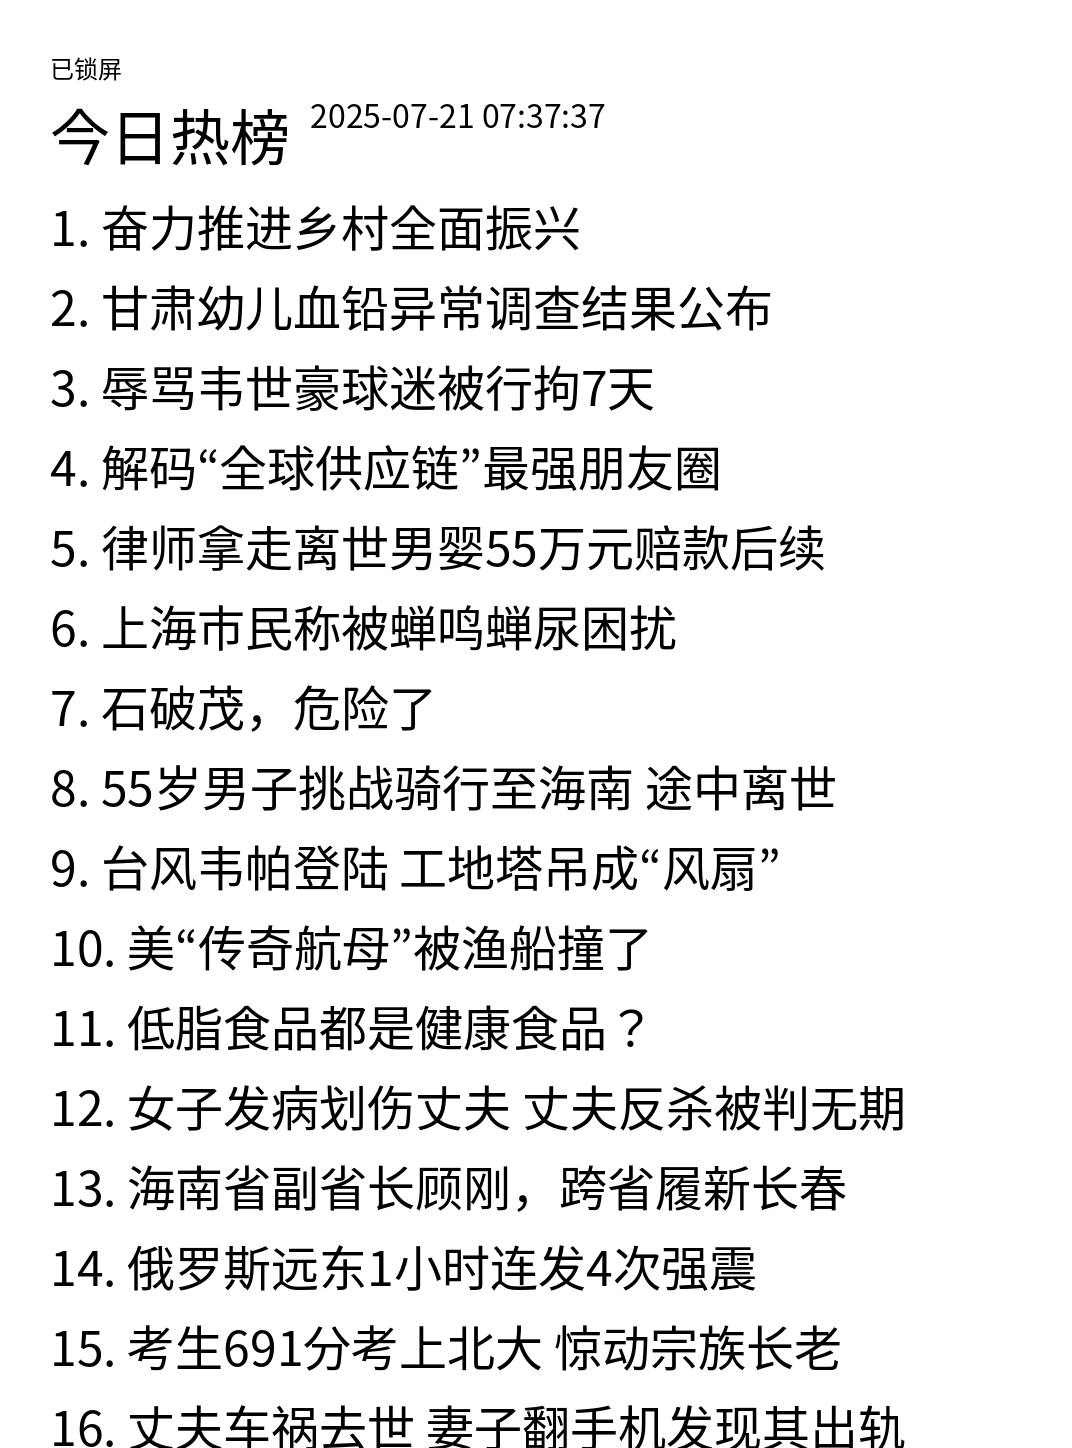 已锁屏
今日热榜 2025-07-21 07:37:37
1. 奋力推进乡村全面振兴
2. 甘肃幼儿血铅异常调查结果公布
3. 辱骂韦世豪球迷被行拘7天
4. 解码“全球供应链”最强朋友圈
5. 律师拿走离世男婴55万元赔款后续
6. 上海市民称被蝉鸣蝉尿困扰
7. 石破茂，危险了
8. 55岁男子挑战骑行至海南 途中离世
9. 台风韦帕登陆 工地塔吊成“风扇”
10. 美“传奇航母”被渔船撞了
11. 低脂食品都是健康食品？
12. 女子发病划伤丈夫 丈夫反杀被判无期
13. 海南省副省长顾刚，跨省履新长春
14. 俄罗斯远东1小时连发4次强震
15. 考生691分考上北大 惊动宗族长老
16. 丈夫车祸去世 妻子翻手机发现其出轨